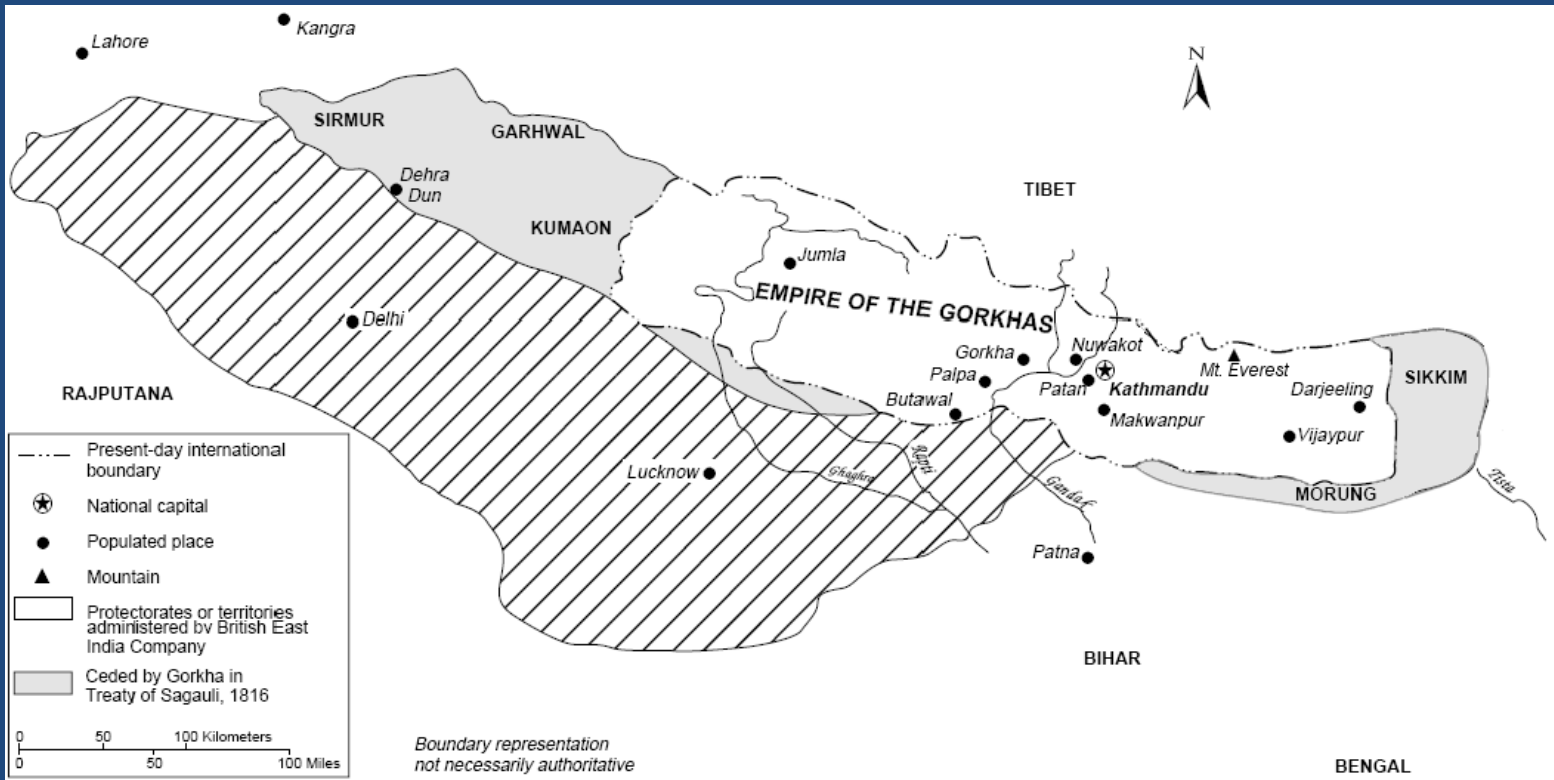 Kangra
Lahore
N
SIRMUR
GARHWAL
TIBET
Dehra
Dun
KUMAON
Jumla
EMPIRE OF THE GORKHAS
Delhi
Gorkha
Nuwakot
Mt. Everest
Palpa
Patan
Kathmandu
SIKKIM
RAJPUTANA
Darjeeling
Butawal
Makwanpur
Vijaypur
Lucknow
Ghaghra
Rapti
Gandak
MORUNG
Tista
Patna
BIHAR
BENGAL
Present-day international
boundary
National capital
Populated place
Mountain
Protectorates or territories
administered bv British East
India Company
Ceded by Gorkha in
Treaty of Sagauli, 1816
0 50 100 Kilometers
0 50 100 Miles
Boundary representation
not necessarily authoritative